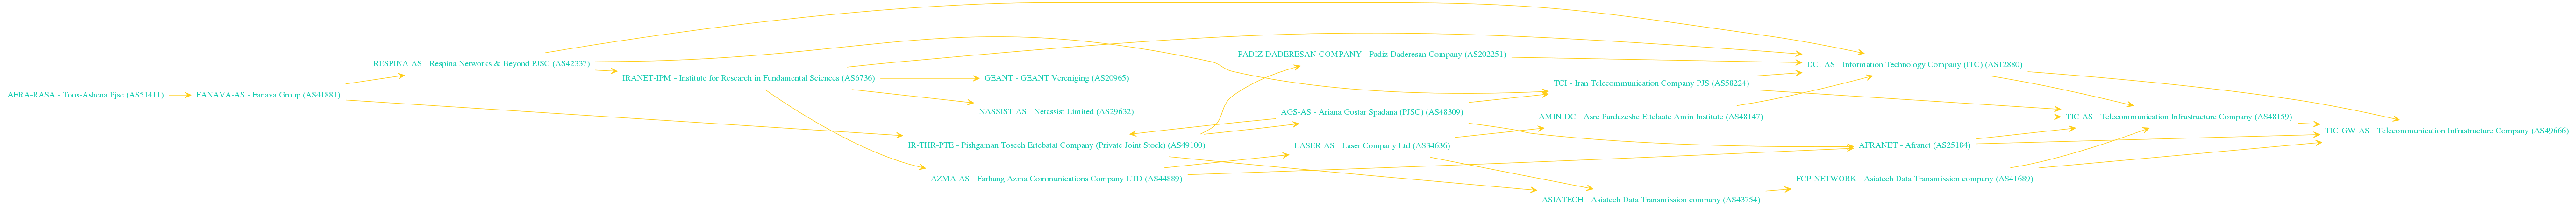 AFRA-RASA - Toos-Ashena Pjsc (AS51411)
FANAVA-AS - Fanava Group (AS41881)
RESPINA-AS - Respina Networks & Beyond PJSC (AS42337)
IRANET-IPM - Institute for Research in Fundamental Sciences (AS6736)
GEANT - GEANT Vereniging (AS20965)
NASSIST-AS - Netassist Limited (AS29632)
IR-THR-PTE - Pishgaman Toseeh Ertebatat Company (Private Joint Stock) (AS49100)
AZMA-AS - Farhang Azma Communications Company LTD (AS44889)
PADIZ-DADERESAN-COMPANY - Padiz-Daderesan-Company (AS202251)
AGS-AS - Ariana Gostar Spadana (PJSC) (AS48309)
LASER-AS - Laser Company Ltd (AS34636)
TCI - Iran Telecommunication Company PJS (AS58224)
AMINIDC - Asre Pardazeshe Ettelaate Amin Institute (AS48147)
ASIATECH - Asiatech Data Transmission company (AS43754)
DCI-AS - Information Technology Company (ITC) (AS12880)
AFRANET - Afranet (AS25184)
FCP-NETWORK - Asiatech Data Transmission company (AS41689)
TIC-AS - Telecommunication Infrastructure Company (AS48159)
TIC-GW-AS - Telecommunication Infrastructure Company (AS49666)